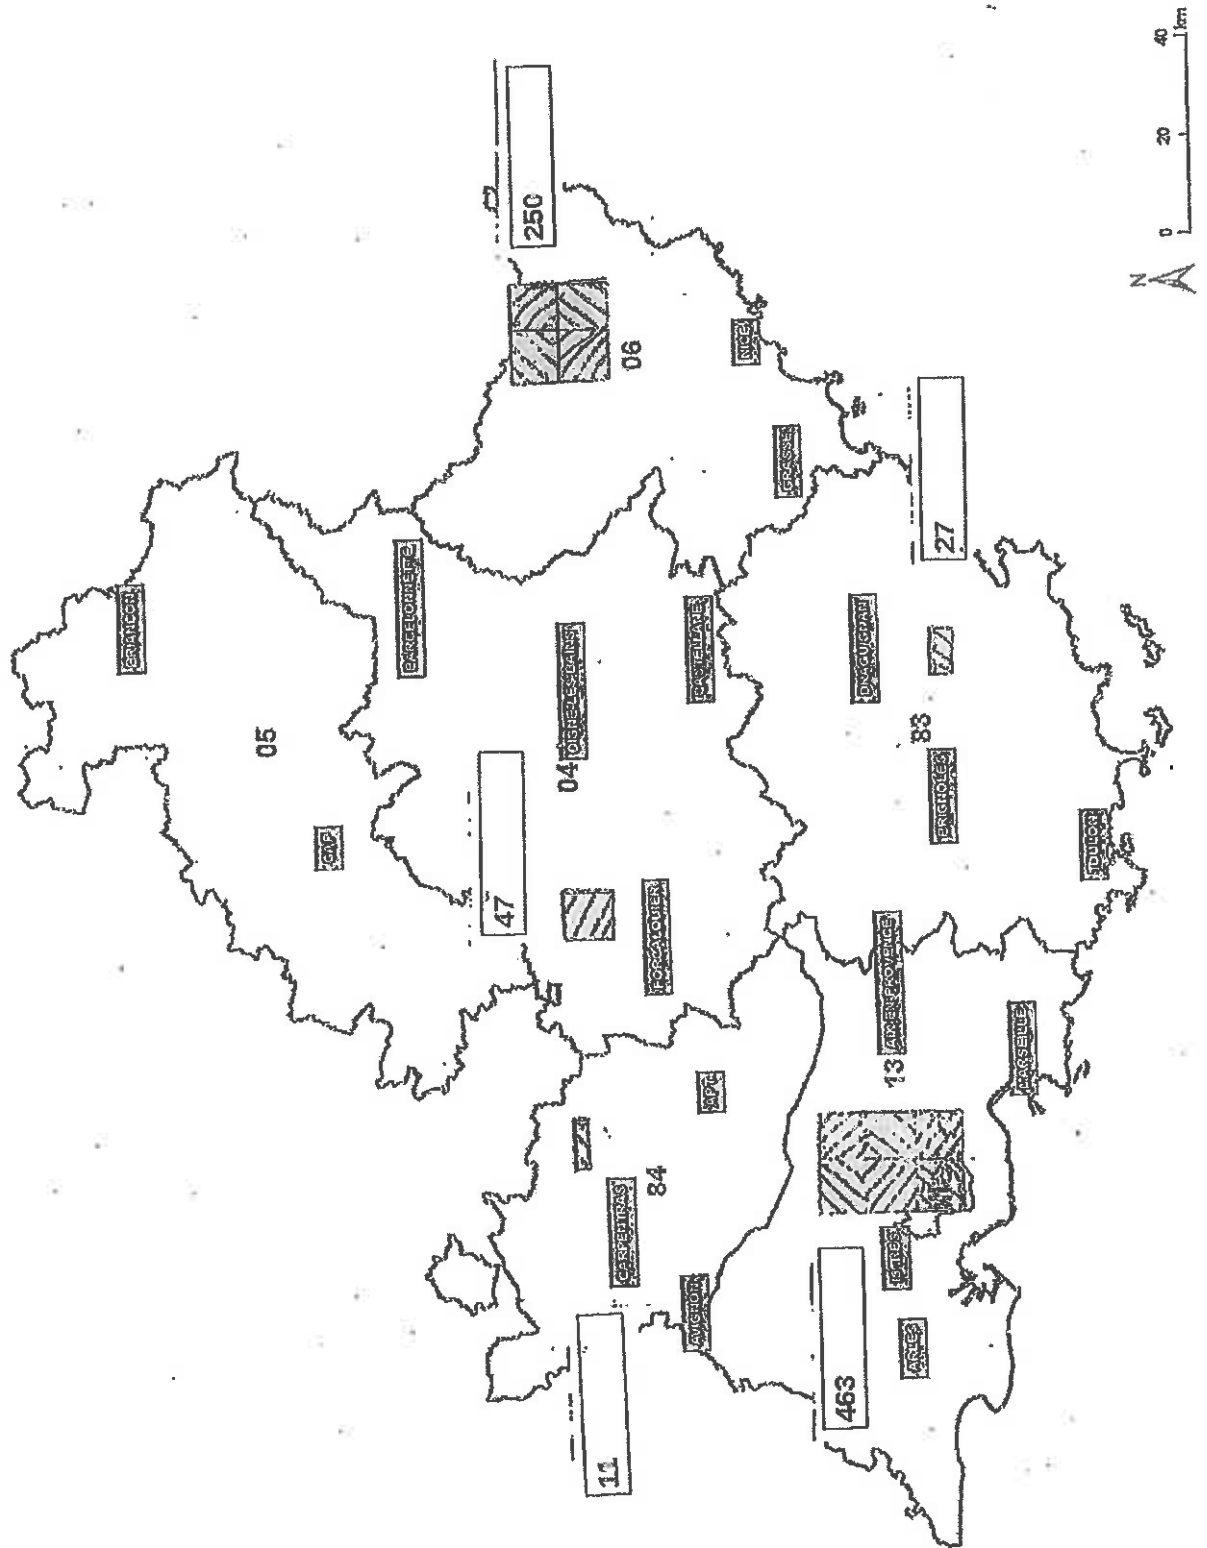 BRIANCON
05
GAP
BARCELONNETTE
250
47
04 DIGNE LES BAINS
06
FORCALQUIER
CASTELLANE
11
CARPENTRAS
84
APT
AVIGNON
NICE
GRASSE
463
ARLES
ISTRES
13 AIX EN PROVENCE
DRAGUIGNAN
83
27
BRIGNOLES
MARSEILLE
TOULON
N
0 20 40 km